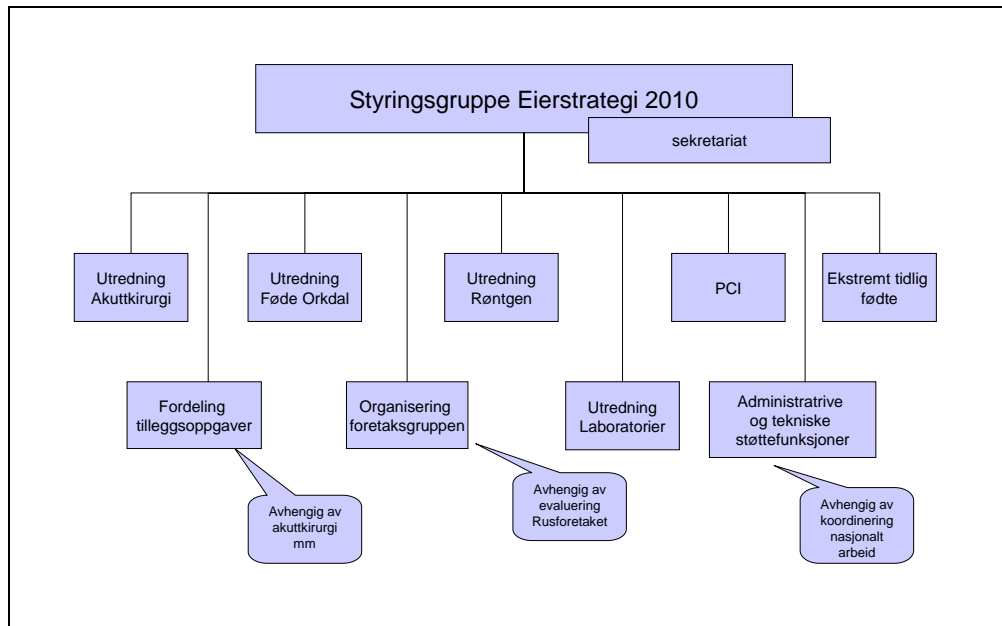 Styringsgruppe Eierstrategi 2010
sekretariat
Utredning
Akuttkirurgi
Utredning
Føde Orkdal
Utredning
Røntgen
PCI
Ekstremt tidlig
fødte
Fordeling
tilleggsoppgaver
Organisering
foretaksgruppen
Utredning
Laboratorier
Administratrive
og tekniske
støttefunksjoner
Avhengig av
akuttkirurgi
mm
Avhengig av
evaluering
Rusforetaket
Avhengig av
koordinering
nasjonalt
arbeid